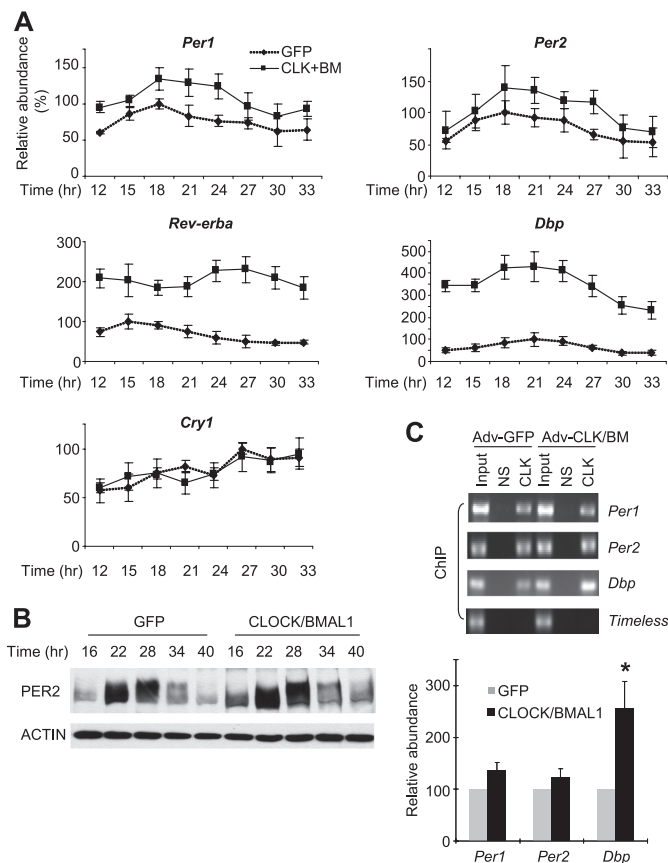 A
Per1
GFP
CLK+BM
Relative abundance
(%)
150
100
50
0
Time (hr)
12 15 18 21 24 27 30 33
Per2
200
150
100
50
0
Time (hr)
12 15 18 21 24 27 30 33
Rev-erba
300
200
100
0
Time (hr)
12 15 18 21 24 27 30 33
Dbp
500
400
300
200
100
0
Time (hr)
12 15 18 21 24 27 30 33
Cry1
100
50
0
Time (hr)
12 15 18 21 24 27 30 33
B
GFP CLOCK/BMAL1
Time (hr) 16 22 28 34 40 16 22 28 34 40
PER2
ACTIN
C
Adv-GFP Adv-CLK/BM
Input NS CLK Input NS CLK
ChIP
Per1
Per2
Dbp
Timeless
Relative abundance
300
200
100
0
GFP
CLOCK/BMAL1
*
Per1 Per2 Dbp